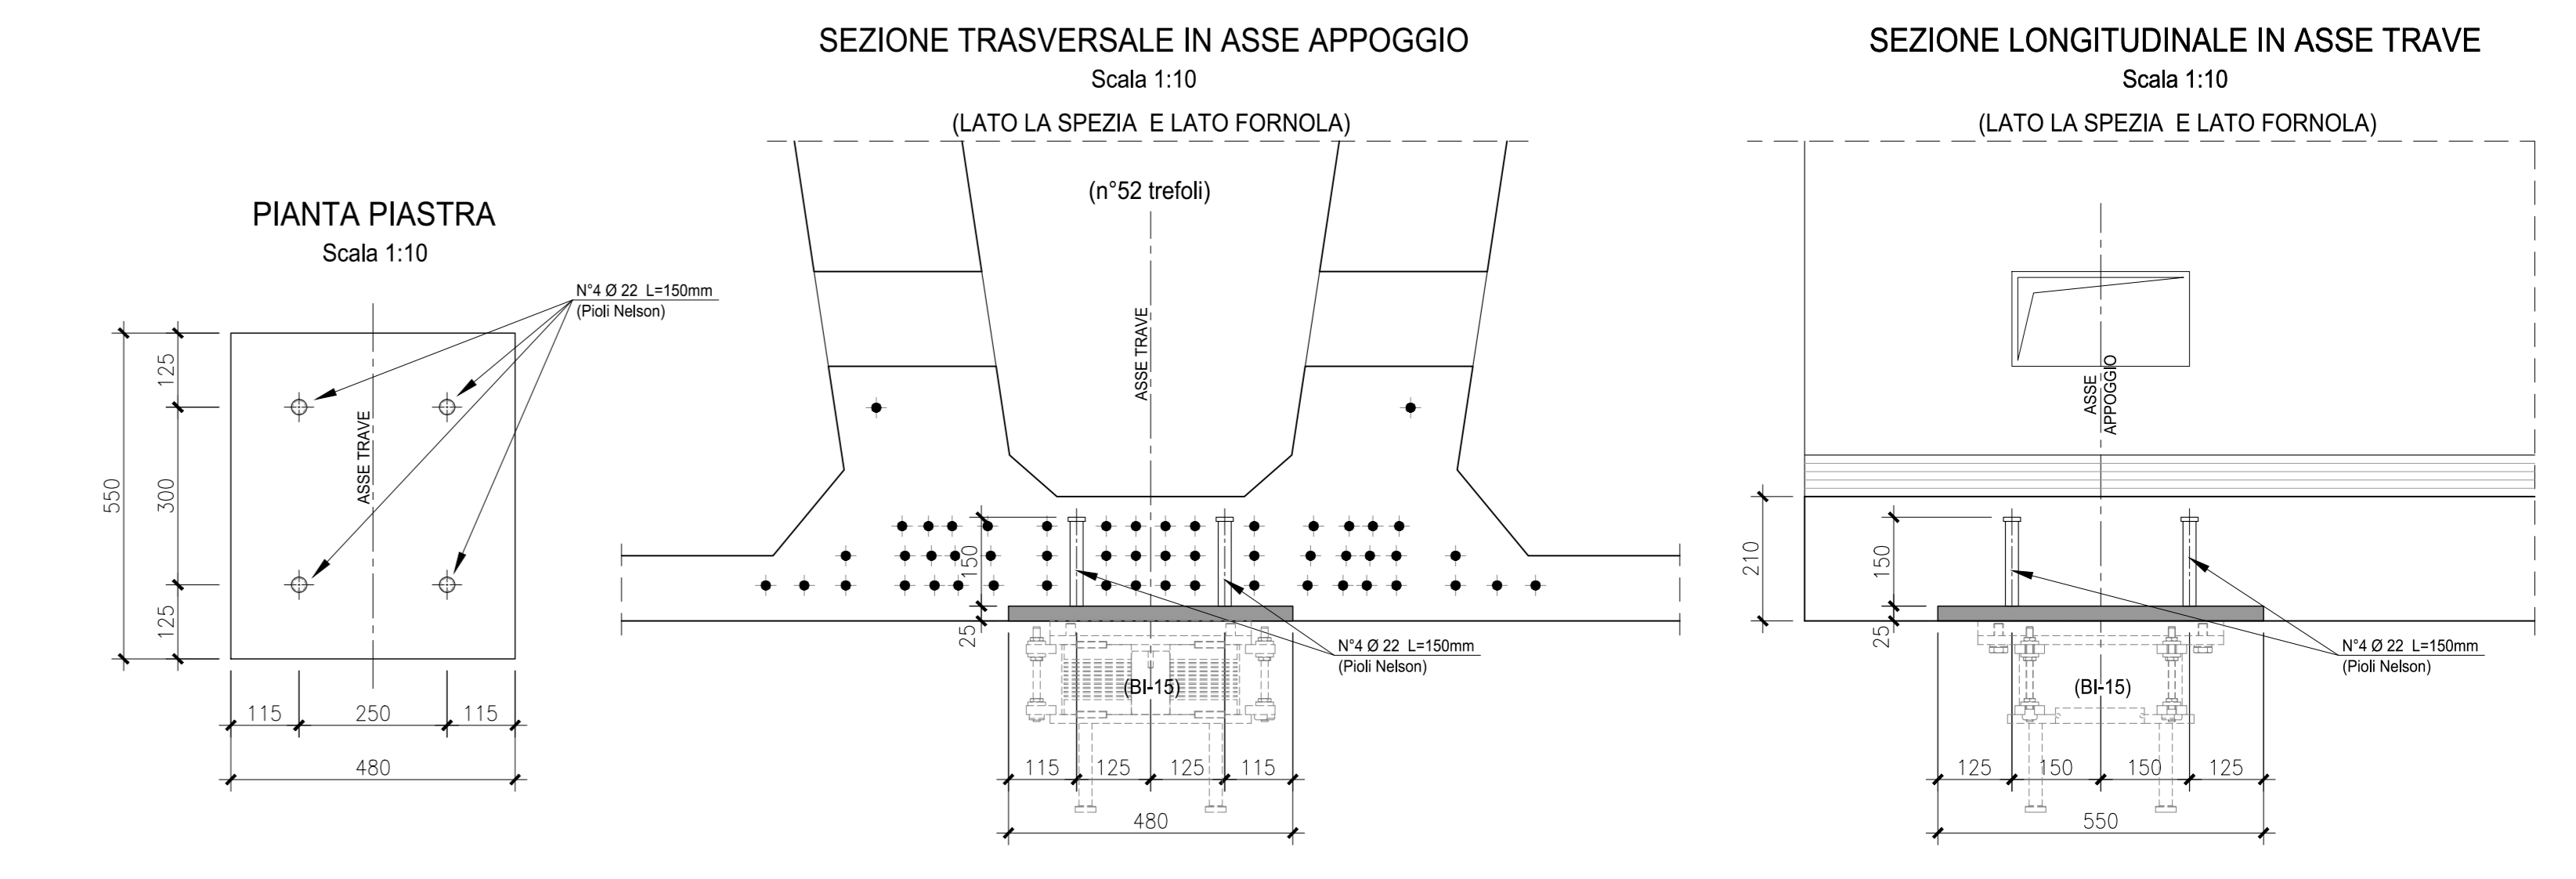 PIANTA PIASTRA
Scala 1:10
N°4 Ø 22 L=150mm
(Pioli Nelson)
ASSE TRAVE
125
300
125
550
115
250
115
480
SEZIONE TRASVERSALE IN ASSE APPOGGIO
Scala 1:10
(LATO LA SPEZIA E LATO FORNOLA)
(n°52 trefoli)
ASSE TRAVE
150
25
N°4 Ø 22 L=150mm
(Pioli Nelson)
(BI-15)
115
125
125
115
480
SEZIONE LONGITUDINALE IN ASSE TRAVE
Scala 1:10
(LATO LA SPEZIA E LATO FORNOLA)
ASSE
APPOGGIO
210
150
25
N°4 Ø 22 L=150mm
(Pioli Nelson)
(BI-15)
125
150
150
125
550